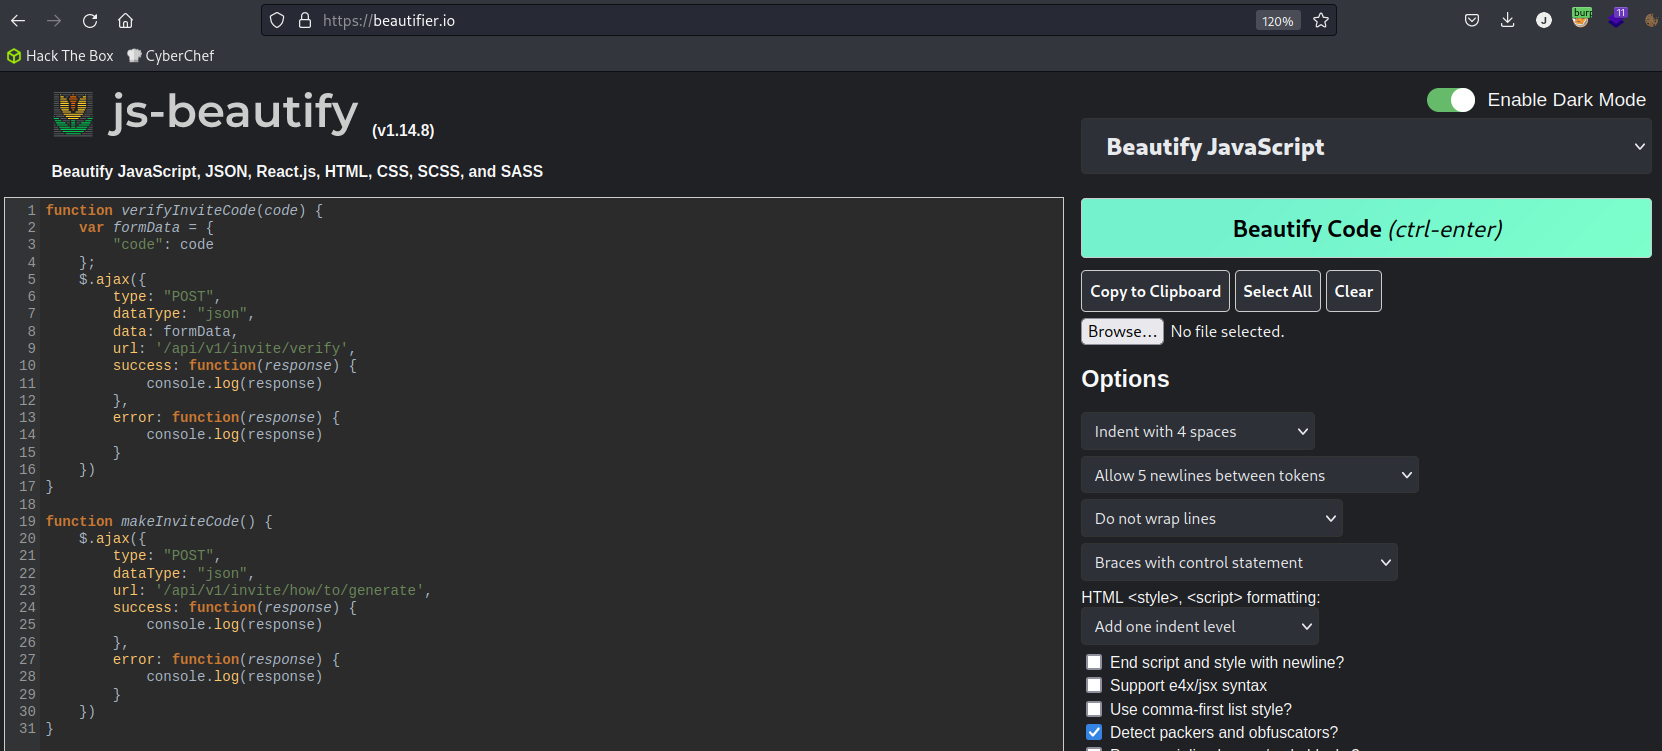 https://beautifier.io
120%
J
burp
11
Hack The Box
CyberChef
js-beautify (v1.14.8)
Beautify JavaScript, JSON, React.js, HTML, CSS, SCSS, and SASS
1 function verifyInviteCode(code) {
2     var formData = {
3         "code": code
4     };
5     $.ajax({
6         type: "POST",
7         dataType: "json",
8         data: formData,
9         url: '/api/v1/invite/verify',
10         success: function(response) {
11             console.log(response)
12         },
13         error: function(response) {
14             console.log(response)
15         }
16     })
17 }
18
19 function makeInviteCode() {
20     $.ajax({
21         type: "POST",
22         dataType: "json",
23         url: '/api/v1/invite/how/to/generate',
24         success: function(response) {
25             console.log(response)
26         },
27         error: function(response) {
28             console.log(response)
29         }
30     })
31 }
Enable Dark Mode
Beautify JavaScript
Beautify Code (ctrl-enter)
Copy to Clipboard
Select All
Clear
Browse... No file selected.
Options
Indent with 4 spaces
Allow 5 newlines between tokens
Do not wrap lines
Braces with control statement
HTML <style>, <script> formatting:
Add one indent level
End script and style with newline?
Support e4x/jsx syntax
Use comma-first list style?
Detect packers and obfuscators?